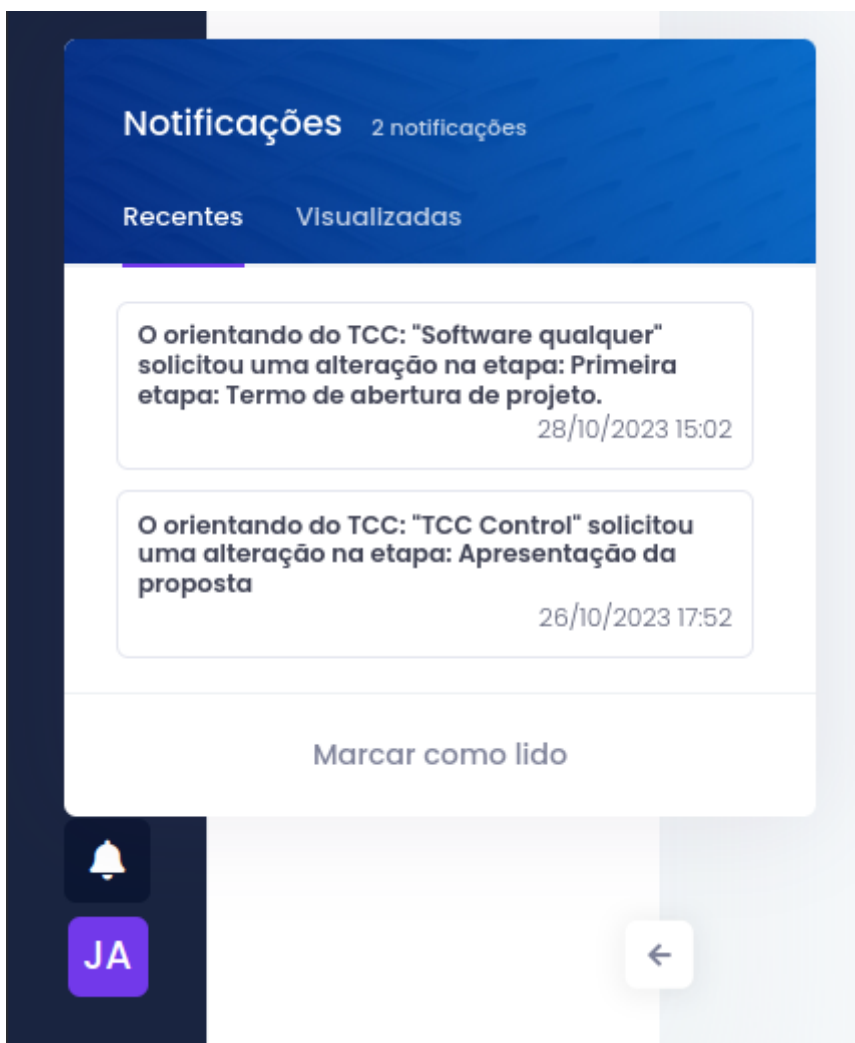 Notificações 2 notificações
Recentes Visualizadas
O orientando do TCC: "Software qualquer"
solicitou uma alteração na etapa: Primeira
etapa: Termo de abertura de projeto.
28/10/2023 15:02
O orientando do TCC: "TCC Control" solicitou
uma alteração na etapa: Apresentação da
proposta
26/10/2023 17:52
Marcar como lido
JA